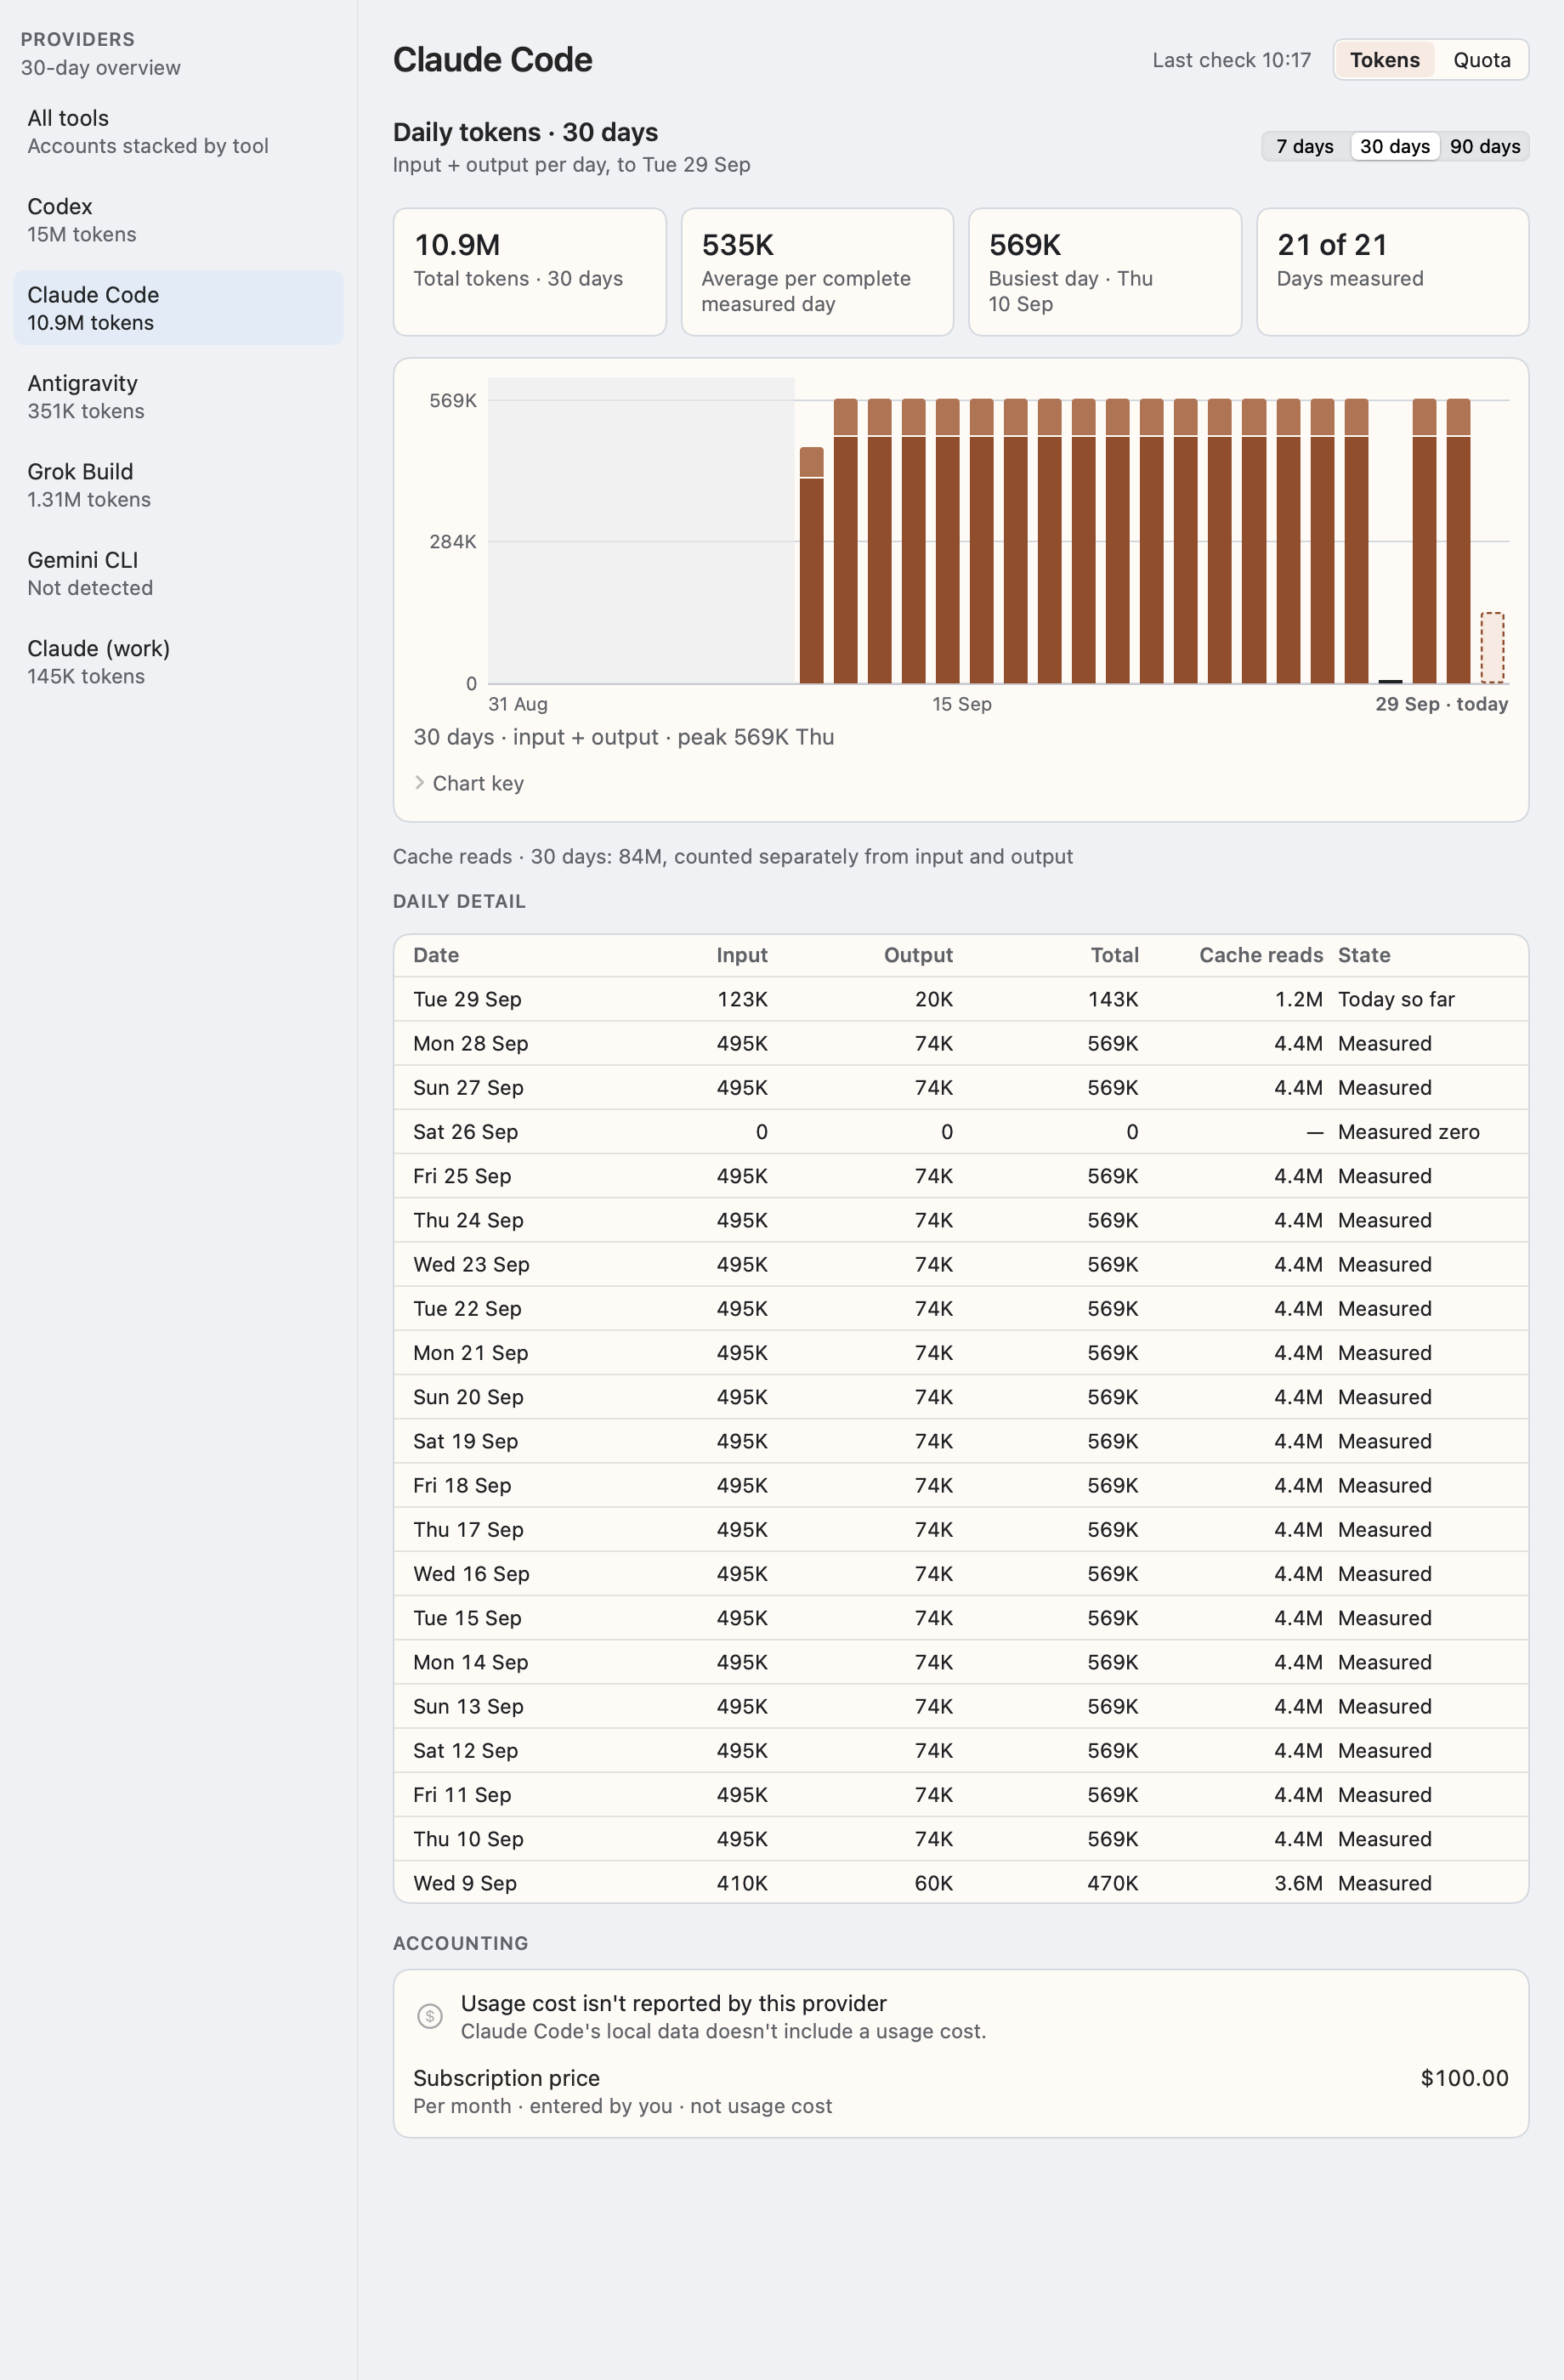 PROVIDERS
30-day overview
All tools
Accounts stacked by tool
Codex
15M tokens
Claude Code
10.9M tokens
Antigravity
351K tokens
Grok Build
1.31M tokens
Gemini CLI
Not detected
Claude (work)
145K tokens
Claude Code
Last check 10:17
Tokens Quota
Daily tokens · 30 days
Input + output per day, to Tue 29 Sep
7 days 30 days 90 days
10.9M
Total tokens · 30 days
535K
Average per complete
measured day
569K
Busiest day · Thu
10 Sep
21 of 21
Days measured
569K
284K
0
31 Aug 15 Sep 29 Sep · today
30 days · input + output · peak 569K Thu
Chart key
Cache reads · 30 days: 84M, counted separately from input and output
DAILY DETAIL
Date Input Output Total Cache reads State
Tue 29 Sep 123K 20K 143K 1.2M Today so far
Mon 28 Sep 495K 74K 569K 4.4M Measured
Sun 27 Sep 495K 74K 569K 4.4M Measured
Sat 26 Sep 0 0 0 — Measured zero
Fri 25 Sep 495K 74K 569K 4.4M Measured
Thu 24 Sep 495K 74K 569K 4.4M Measured
Wed 23 Sep 495K 74K 569K 4.4M Measured
Tue 22 Sep 495K 74K 569K 4.4M Measured
Mon 21 Sep 495K 74K 569K 4.4M Measured
Sun 20 Sep 495K 74K 569K 4.4M Measured
Sat 19 Sep 495K 74K 569K 4.4M Measured
Fri 18 Sep 495K 74K 569K 4.4M Measured
Thu 17 Sep 495K 74K 569K 4.4M Measured
Wed 16 Sep 495K 74K 569K 4.4M Measured
Tue 15 Sep 495K 74K 569K 4.4M Measured
Mon 14 Sep 495K 74K 569K 4.4M Measured
Sun 13 Sep 495K 74K 569K 4.4M Measured
Sat 12 Sep 495K 74K 569K 4.4M Measured
Fri 11 Sep 495K 74K 569K 4.4M Measured
Thu 10 Sep 495K 74K 569K 4.4M Measured
Wed 9 Sep 410K 60K 470K 3.6M Measured
ACCOUNTING
$
Usage cost isn't reported by this provider
Claude Code's local data doesn't include a usage cost.
Subscription price $100.00
Per month · entered by you · not usage cost